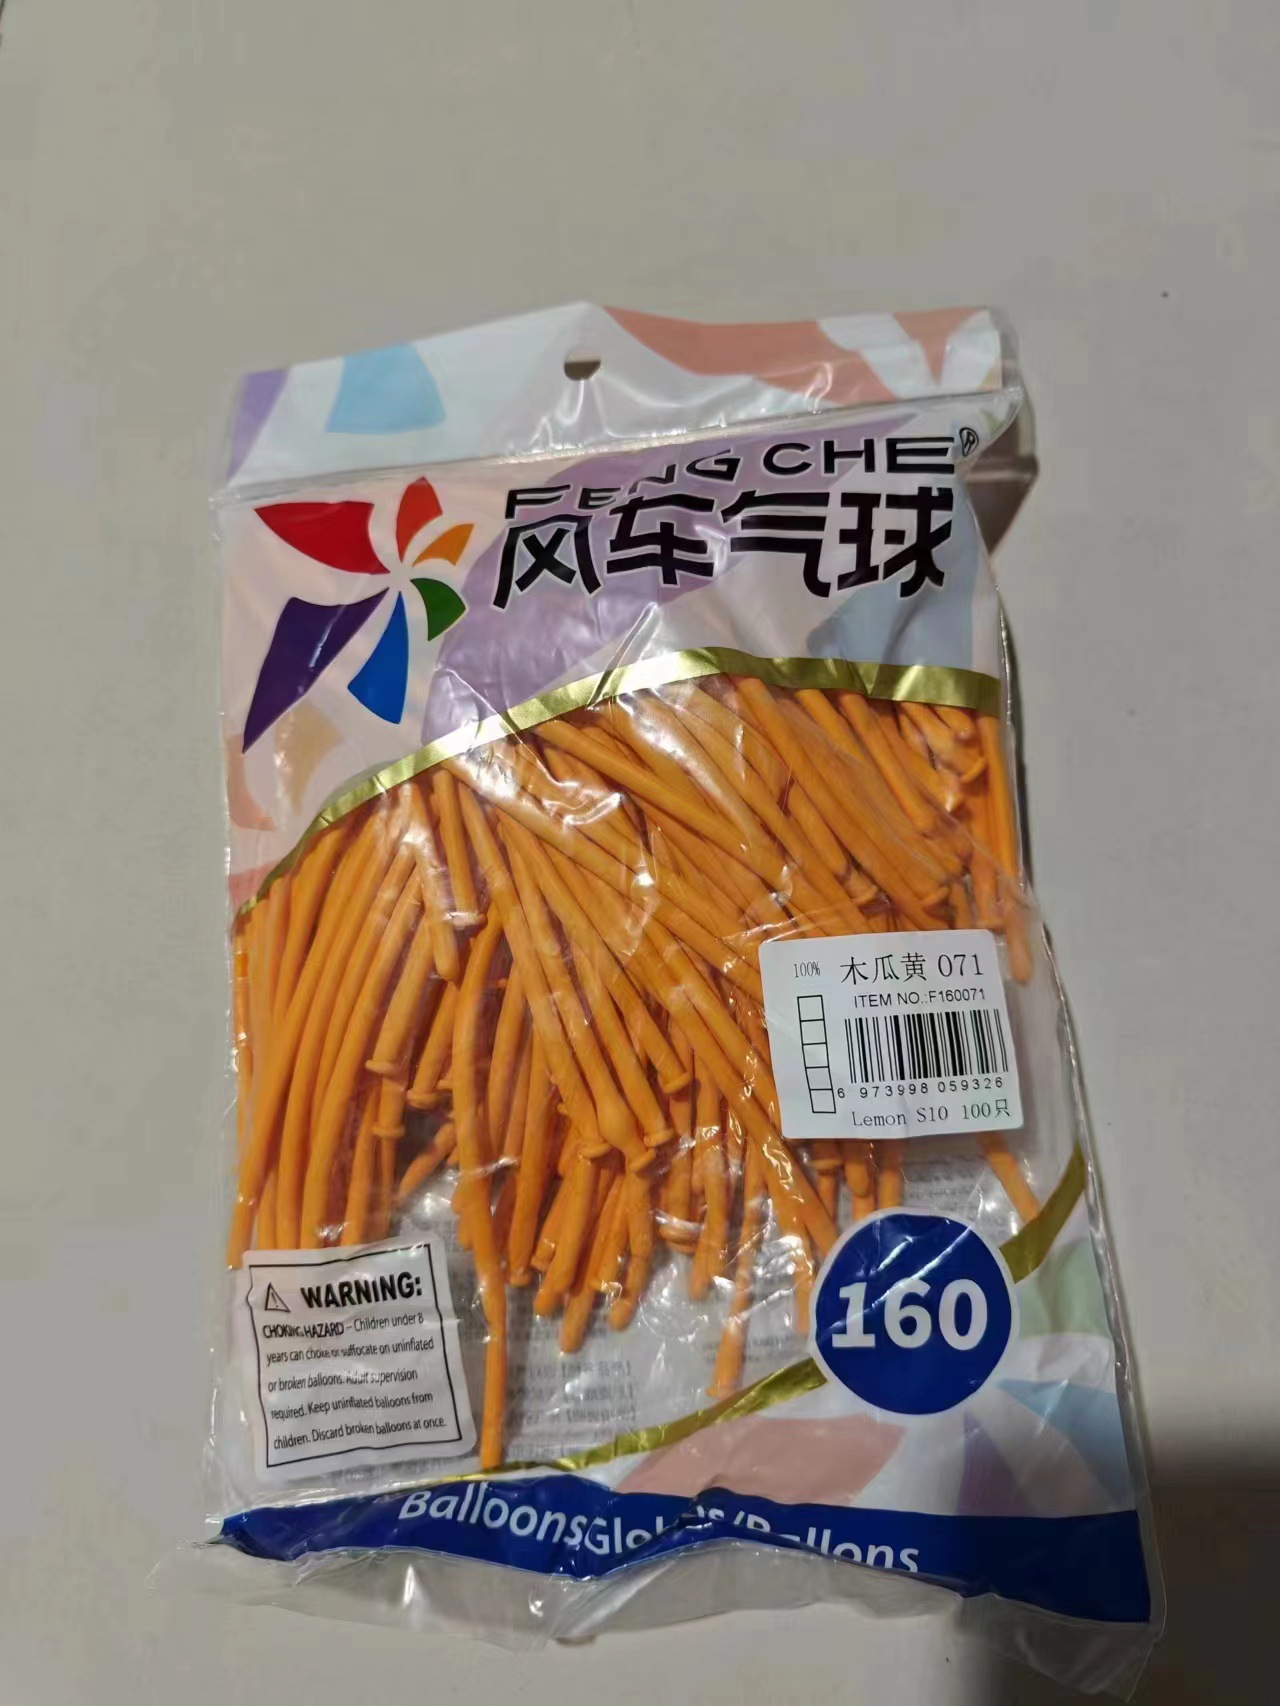 FENG CHE®
风车气球
100% 木瓜黄 071
ITEM NO.:F160071
6 973998 059326
Lemon S10 100只
WARNING:
CHOKING HAZARD – Children under 8
years can choke or suffocate on uninflated
or broken balloons. Adult supervision
required. Keep uninflated balloons from
children. Discard broken balloons at once.
160
Balloons Globos/Ballons